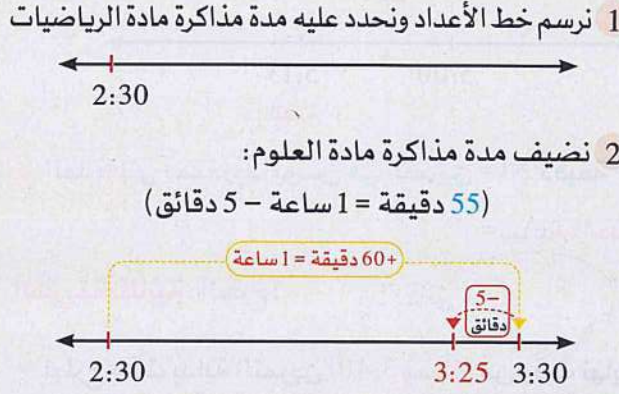 1 نرسم خط الأعداد ونحدد عليه مدة مذاكرة مادة الرياضيات
2:30
2 نضيف مدة مذاكرة مادة العلوم:
(55 دقيقة = 1 ساعة – 5 دقائق)
+60 دقيقة = 1 ساعة
–5
دقائق
2:30 3:25 3:30